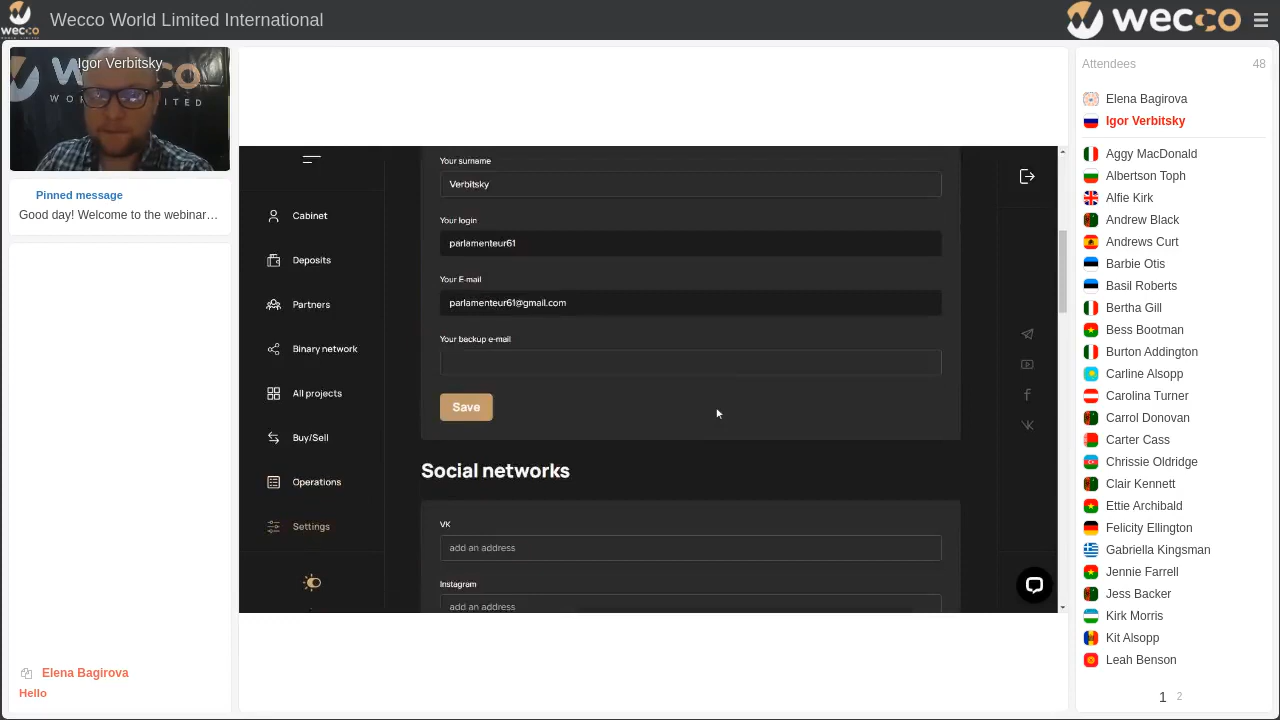 wecco
WORLD LIMITED
Wecco World Limited International
wecco
Igor Verbitsky
Pinned message
Good day! Welcome to the webinar…
Elena Bagirova
Hello
Cabinet
Deposits
Partners
Binary network
All projects
Buy/Sell
Operations
Settings
Your surname
Verbitsky
Your login
parlamenteur61
Your E-mail
parlamenteur61@gmail.com
Your backup e-mail
Save
Social networks
VK
add an address
Instagram
add an address
Attendees 48
Elena Bagirova
Igor Verbitsky
Aggy MacDonald
Albertson Toph
Alfie Kirk
Andrew Black
Andrews Curt
Barbie Otis
Basil Roberts
Bertha Gill
Bess Bootman
Burton Addington
Carline Alsopp
Carolina Turner
Carrol Donovan
Carter Cass
Chrissie Oldridge
Clair Kennett
Ettie Archibald
Felicity Ellington
Gabriella Kingsman
Jennie Farrell
Jess Backer
Kirk Morris
Kit Alsopp
Leah Benson
1 2